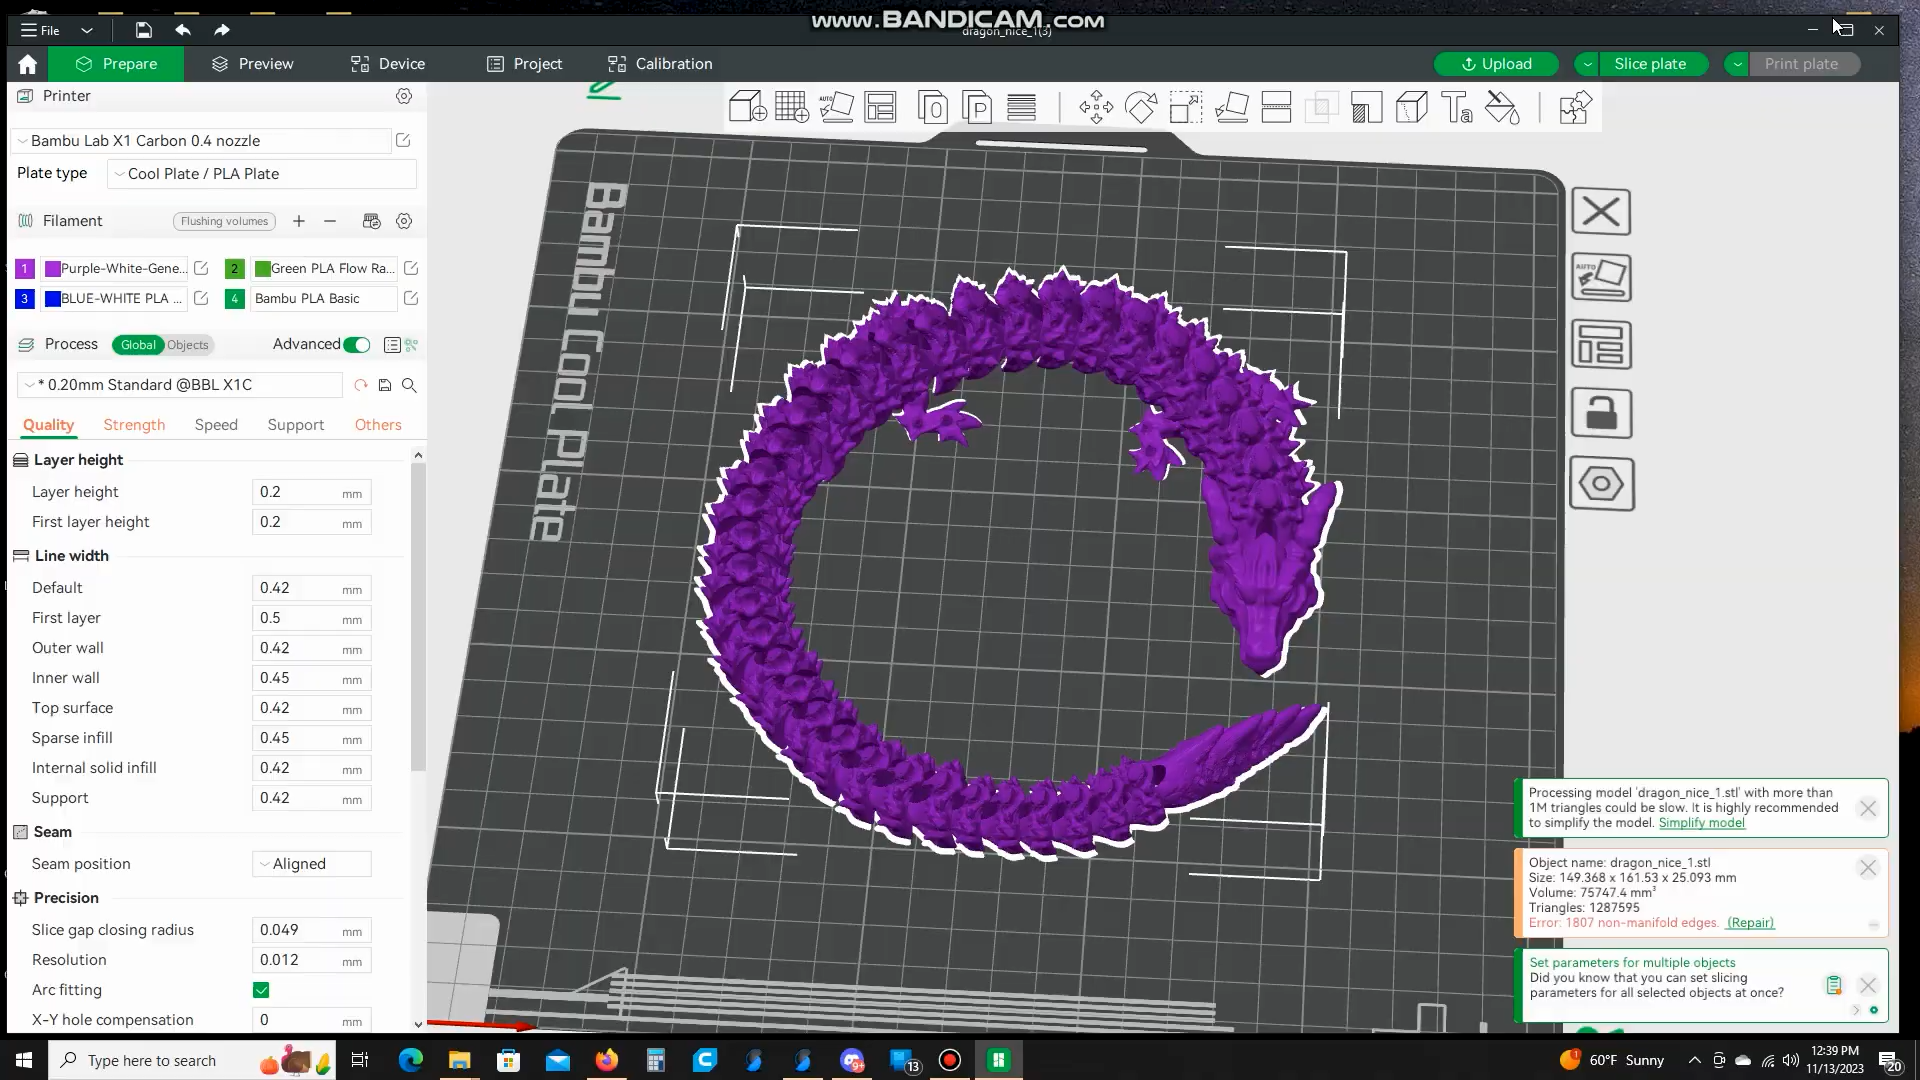 www.BANDICAM.com
File
dragon_nice_1(3)
Prepare
Preview
Device
Project
Calibration
Upload
Slice plate
Print plate
Printer
Bambu Lab X1 Carbon 0.4 nozzle
Plate type
Cool Plate / PLA Plate
Filament
Flushing volumes
1 Purple-White-Gene...
2 Green PLA Flow Ra...
3 BLUE-WHITE PLA ...
4 Bambu PLA Basic
Process
Global
Objects
Advanced
* 0.20mm Standard @BBL X1C
Quality
Strength
Speed
Support
Others
Layer height
Layer height 0.2 mm
First layer height 0.2 mm
Line width
Default 0.42 mm
First layer 0.5 mm
Outer wall 0.42 mm
Inner wall 0.45 mm
Top surface 0.42 mm
Sparse infill 0.45 mm
Internal solid infill 0.42 mm
Support 0.42 mm
Seam
Seam position Aligned
Precision
Slice gap closing radius 0.049 mm
Resolution 0.012 mm
Arc fitting
X-Y hole compensation 0 mm
AUTO
O
P
Ta
Bambu Cool Plate
AUTO
Processing model 'dragon_nice_1.stl' with more than
1M triangles could be slow. It is highly recommended
to simplify the model. Simplify model
Object name: dragon_nice_1.stl
Size: 149.368 x 161.53 x 25.093 mm
Volume: 75747.4 mm³
Triangles: 1287595
Error: 1807 non-manifold edges. (Repair)
Set parameters for multiple objects
Did you know that you can set slicing
parameters for all selected objects at once?
Type here to search
9+
13
1
60°F Sunny
12:39 PM
11/13/2023
20